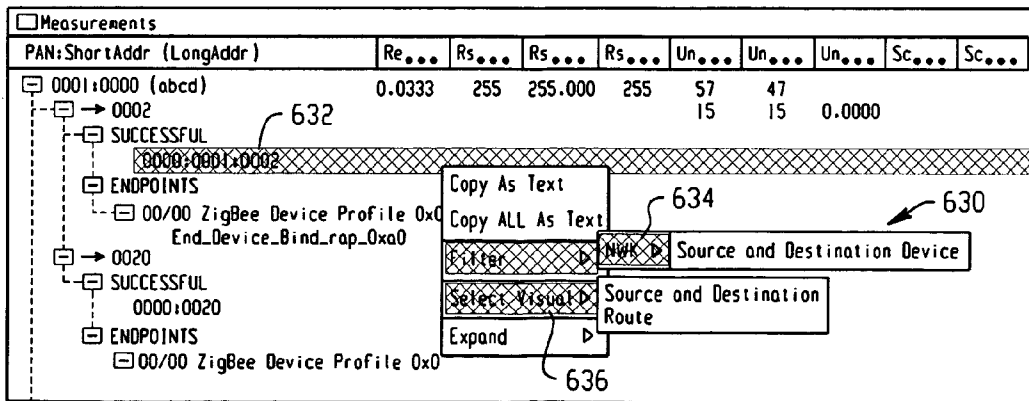 Measurements
PAN:ShortAddr (LongAddr) Re... Rs... Rs... Rs... Un... Un... Un... Sc... Sc...
0001:0000 (abcd) 0.0333 255 255.000 255 57 47
→ 0002 15 15 0.0000
632
SUCCESSFUL
0000:0001:0002
ENDPOINTS
Copy As Text
00/00 ZigBee Device Profile 0x0
Copy ALL As Text
634
630
End_Device_Bind_rap_0xa0
Filter
NWK
Source and Destination Device
→ 0020
SUCCESSFUL
Select Visual
Source and Destination
Route
0000:0020
ENDPOINTS
Expand
00/00 ZigBee Device Profile 0x0
636